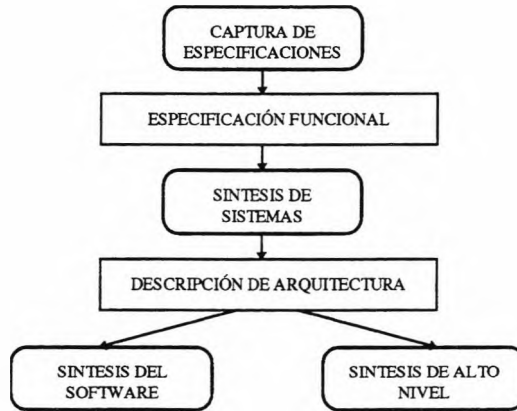 CAPTURA DE
ESPECIFICACIONES
ESPECIFICACIÓN FUNCIONAL
SINTESIS DE
SISTEMAS
DESCRIPCIÓN DE ARQUITECTURA
SINTESIS DEL
SOFTWARE
SINTESIS DE ALTO
NIVEL